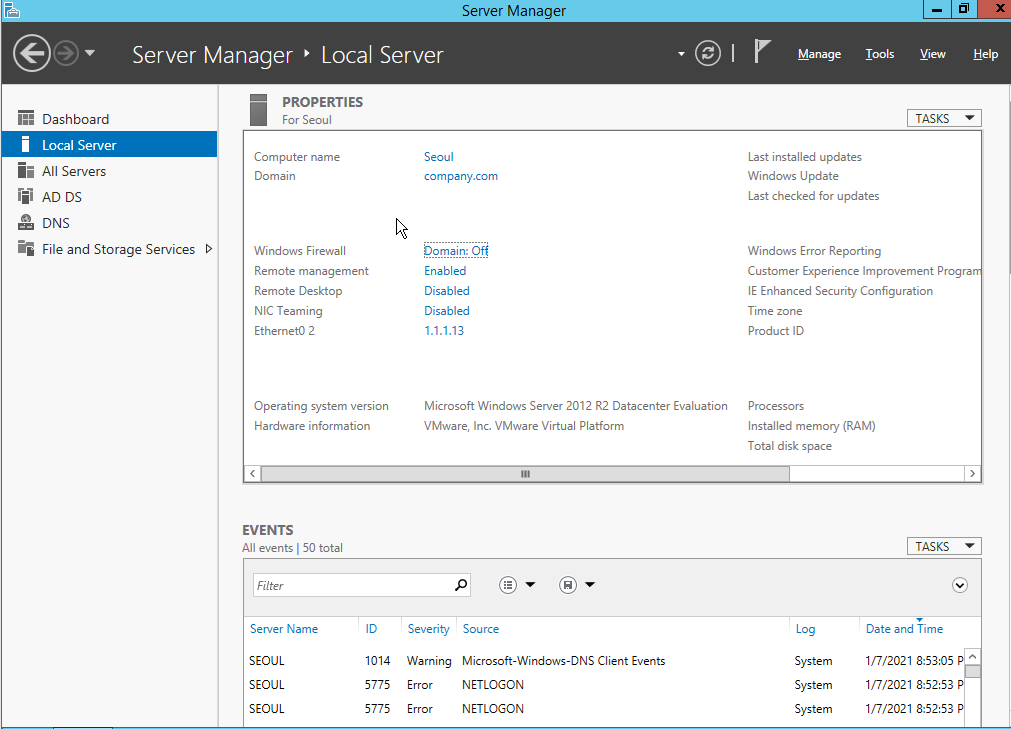 Server Manager
Server Manager ‣ Local Server
Manage Tools View Help
Dashboard
Local Server
All Servers
AD DS
DNS
File and Storage Services
PROPERTIES
For Seoul
TASKS
Computer name Seoul Last installed updates
Domain company.com Windows Update
Last checked for updates
Windows Firewall Domain: Off Windows Error Reporting
Remote management Enabled Customer Experience Improvement Program
Remote Desktop Disabled IE Enhanced Security Configuration
NIC Teaming Disabled Time zone
Ethernet0 2 1.1.1.13 Product ID
Operating system version Microsoft Windows Server 2012 R2 Datacenter Evaluation Processors
Hardware information VMware, Inc. VMware Virtual Platform Installed memory (RAM)
Total disk space
EVENTS
All events | 50 total
TASKS
Filter
Server Name ID Severity Source Log Date and Time
SEOUL 1014 Warning Microsoft-Windows-DNS Client Events System 1/7/2021 8:53:05 P
SEOUL 5775 Error NETLOGON System 1/7/2021 8:52:53 P
SEOUL 5775 Error NETLOGON System 1/7/2021 8:52:53 P